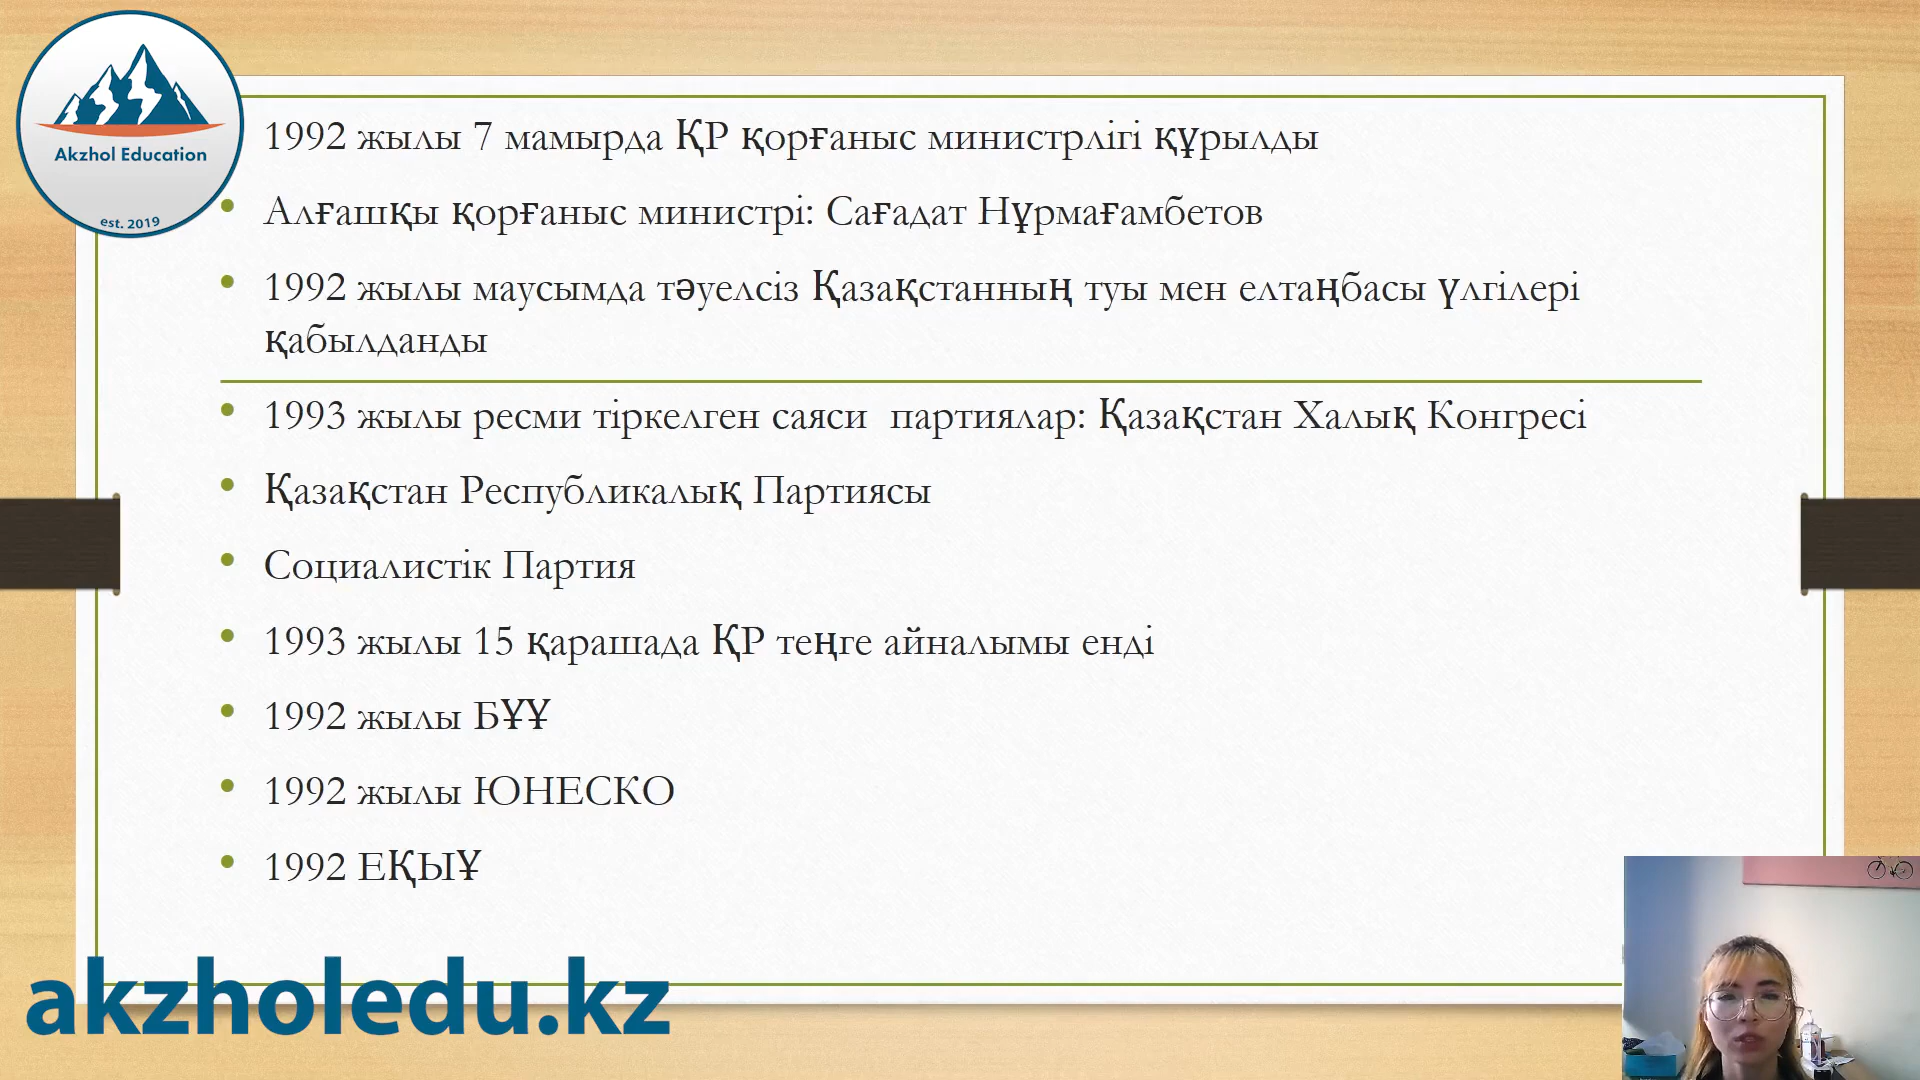 Akzhol Education
est. 2019
1992 жылы 7 мамырда ҚР қорғаныс министрлігі құрылды
Алғашқы қорғаныс министрі: Сағадат Нұрмағамбетов
1992 жылы маусымда тәуелсіз Қазақстанның туы мен елтаңбасы үлгілері
қабылданды
1993 жылы ресми тіркелген саяси  партиялар: Қазақстан Халық Конгресі
Қазақстан Республикалық Партиясы
Социалистік Партия
1993 жылы 15 қарашада ҚР теңге айналымы енді
1992 жылы БҰҰ
1992 жылы ЮНЕСКО
1992 ЕҚЫҰ
akzholedu.kz